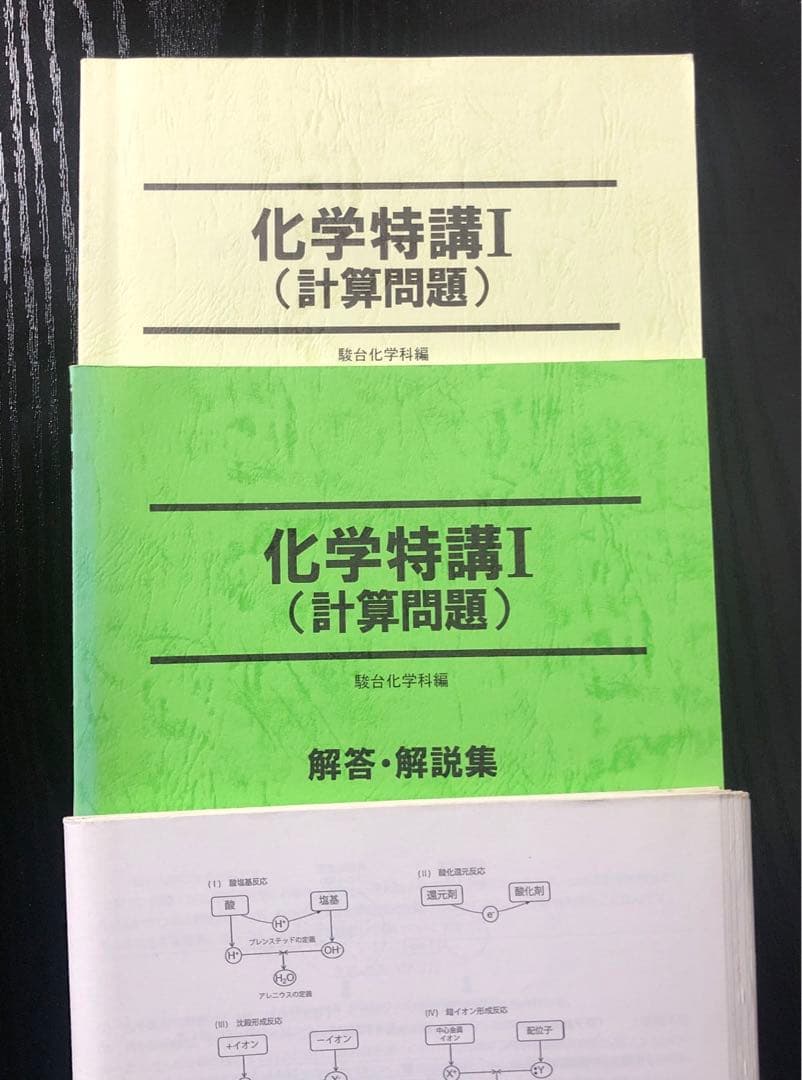 化学特講Ⅰ
（計算問題）
駿台化学科編
化学特講Ⅰ
（計算問題）
駿台化学科編
解答・解説集
(Ⅰ) 酸塩基反応
酸
塩基
H⁺
ブレンステッドの定義
H⁺
OH⁻
H₂O
アレニウスの定義
(Ⅱ) 酸化還元反応
還元剤
酸化剤
e⁻
(Ⅲ) 沈殿形成反応
+イオン
−イオン
(Ⅳ) 錯イオン形成反応
中心金属
イオン
配位子
X⁺
:Y